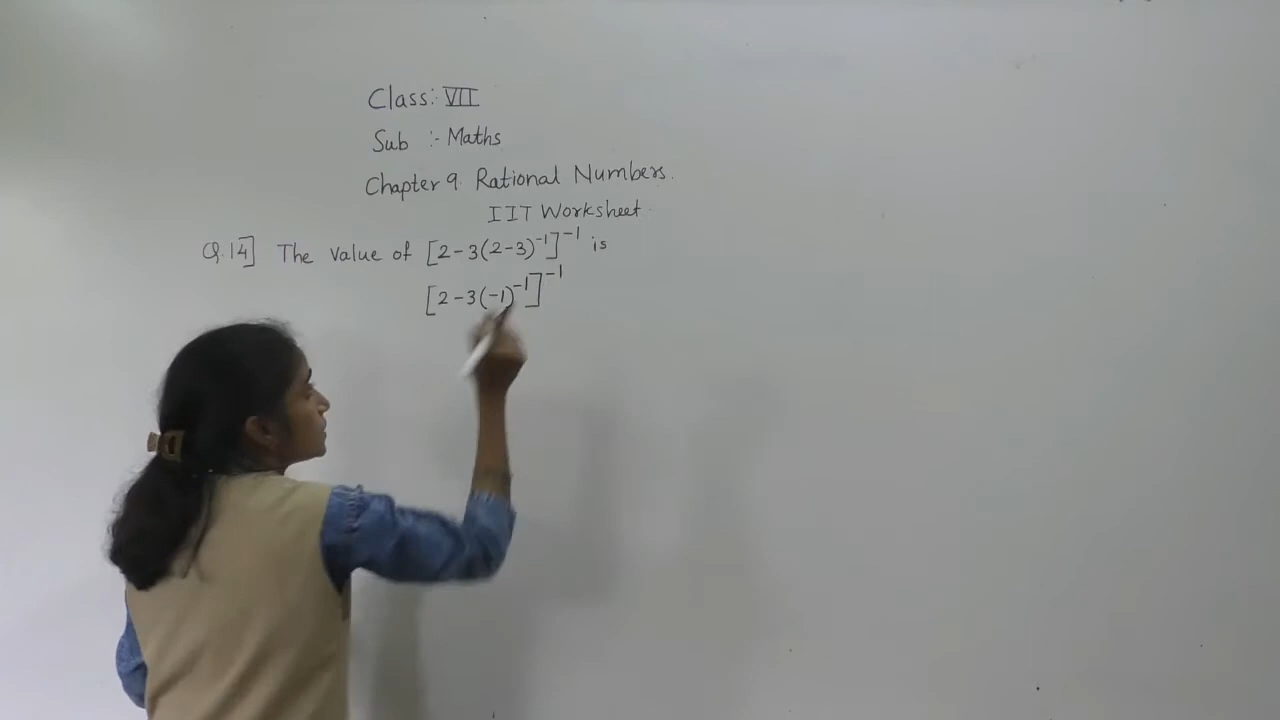 Class:- VII
Sub :- Maths
Chapter 9. Rational Numbers.
IIT Worksheet.
Q.14] The value of [2-3(2-3)⁻¹]⁻¹ is
[2-3(-1)⁻¹]⁻¹